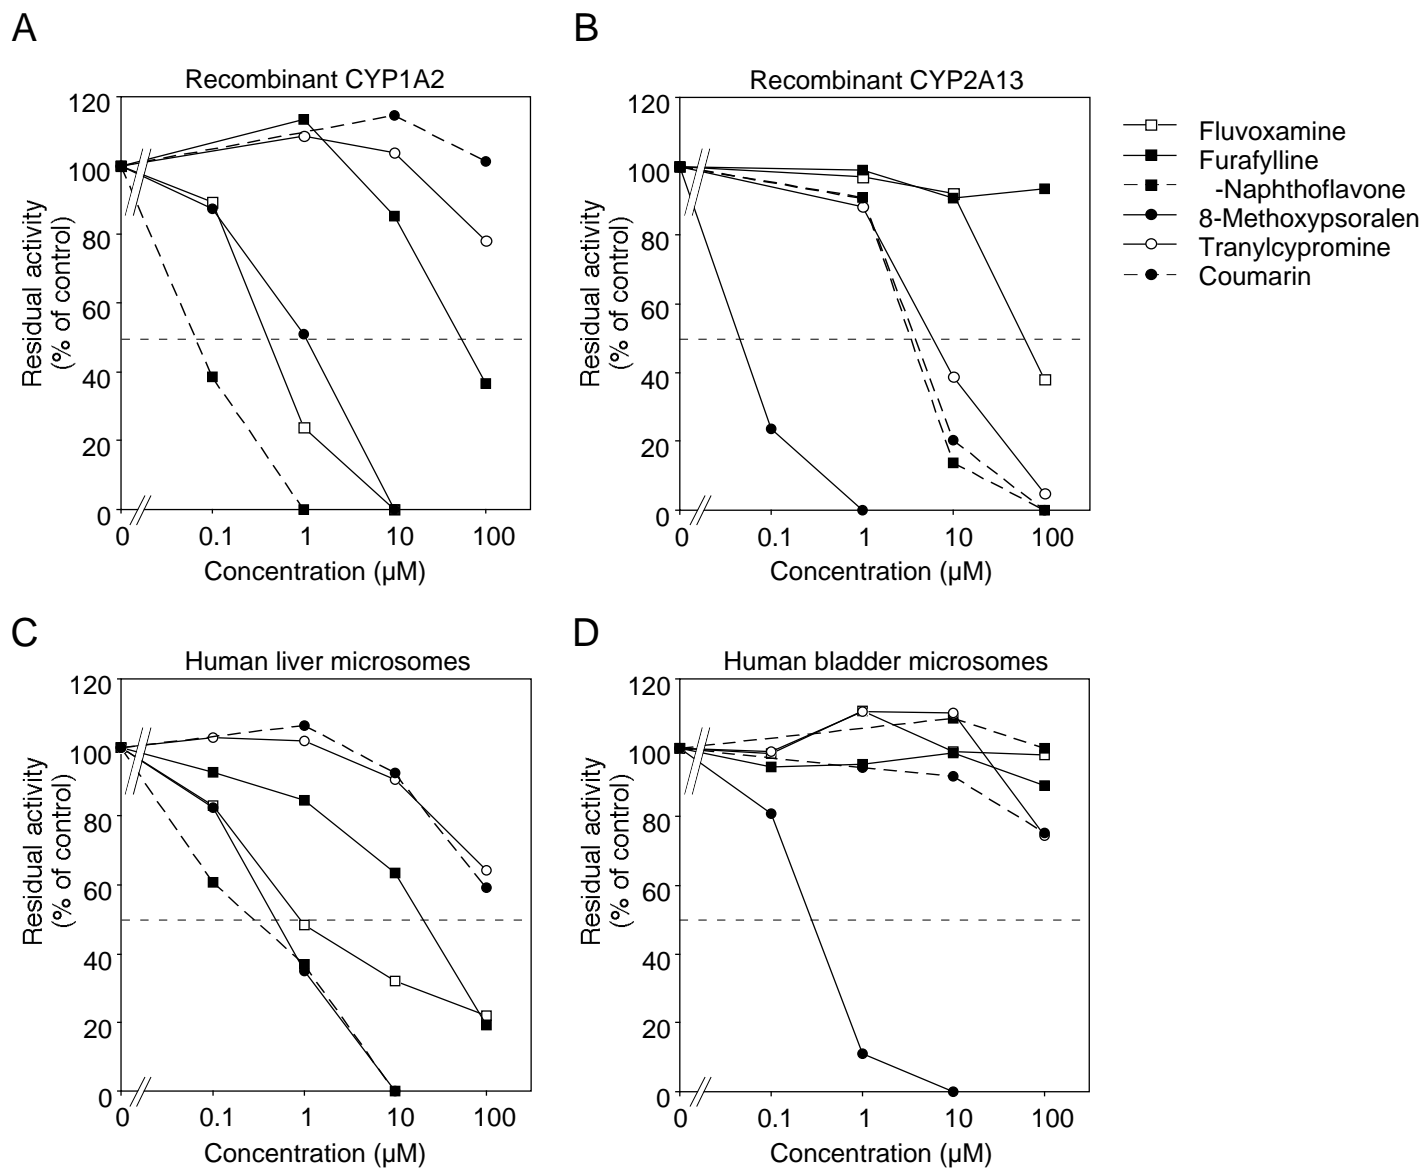 A
B
Recombinant CYP1A2
Recombinant CYP2A13
120
100
80
60
40
20
0
Residual activity
(% of control)
0 0.1 1 10 100
Concentration (µM)
120
100
80
60
40
20
0
Residual activity
(% of control)
0 0.1 1 10 100
Concentration (µM)
Fluvoxamine
Furafylline
-Naphthoflavone
8-Methoxypsoralen
Tranylcypromine
Coumarin
C
D
Human liver microsomes
Human bladder microsomes
120
100
80
60
40
20
0
Residual activity
(% of control)
0 0.1 1 10 100
Concentration (µM)
120
100
80
60
40
20
0
Residual activity
(% of control)
0 0.1 1 10 100
Concentration (µM)